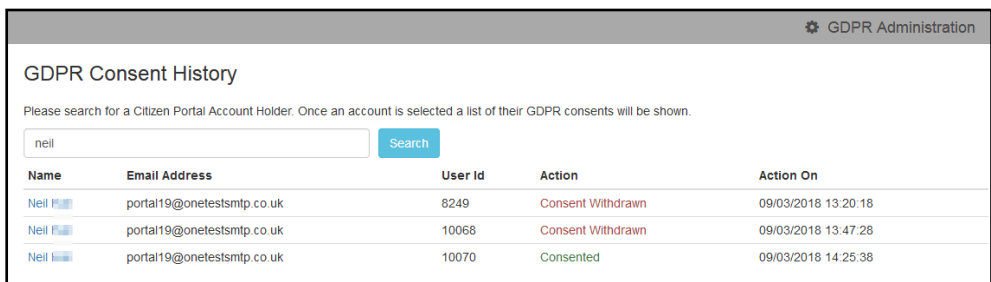 GDPR Administration
GDPR Consent History
Please search for a Citizen Portal Account Holder. Once an account is selected a list of their GDPR consents will be shown.
neil Search
Name Email Address User Id Action Action On
Neil portal19@onetestsmtp.co.uk 8249 Consent Withdrawn 09/03/2018 13:20:18
Neil portal19@onetestsmtp.co.uk 10068 Consent Withdrawn 09/03/2018 13:47:28
Neil portal19@onetestsmtp.co.uk 10070 Consented 09/03/2018 14:25:38